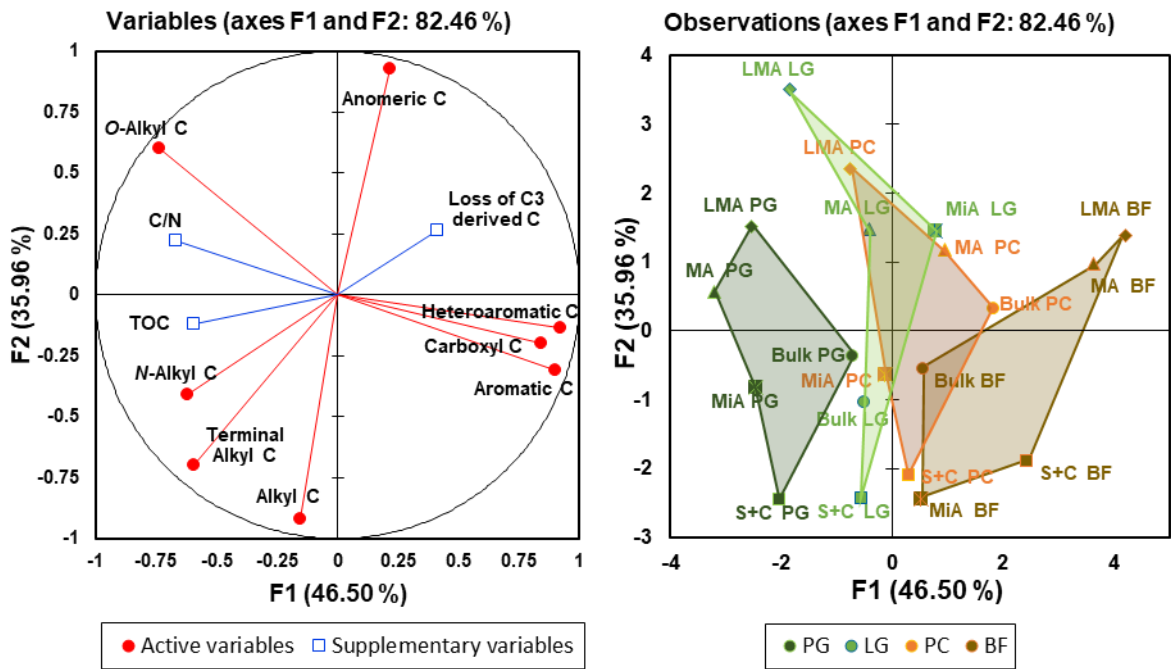 Variables (axes F1 and F2: 82.46 %)
1
0.75
0.5
0.25
0
-0.25
-0.5
-0.75
-1
F2 (35.96 %)
Anomeric C
O-Alkyl C
C/N
Loss of C3
derived C
TOC
Heteroaromatic C
Carboxyl C
Aromatic C
N-Alkyl C
Terminal
Alkyl C
Alkyl C
-1 -0.75 -0.5 -0.25 0 0.25 0.5 0.75 1
F1 (46.50 %)
Active variables Supplementary variables
Observations (axes F1 and F2: 82.46 %)
4
3
2
1
0
-1
-2
-3
F2 (35.96 %)
LMA LG
LMA PC
LMA PG
MA LG
MiA LG
LMA BF
MA PC
MA PG
MA BF
Bulk PC
Bulk PG
MiA PC
Bulk BF
MiA PG
Bulk LG
S+C PC
S+C BF
S+C PG
S+C LG
MiA BF
-4 -2 0 2 4
F1 (46.50 %)
PG LG PC BF